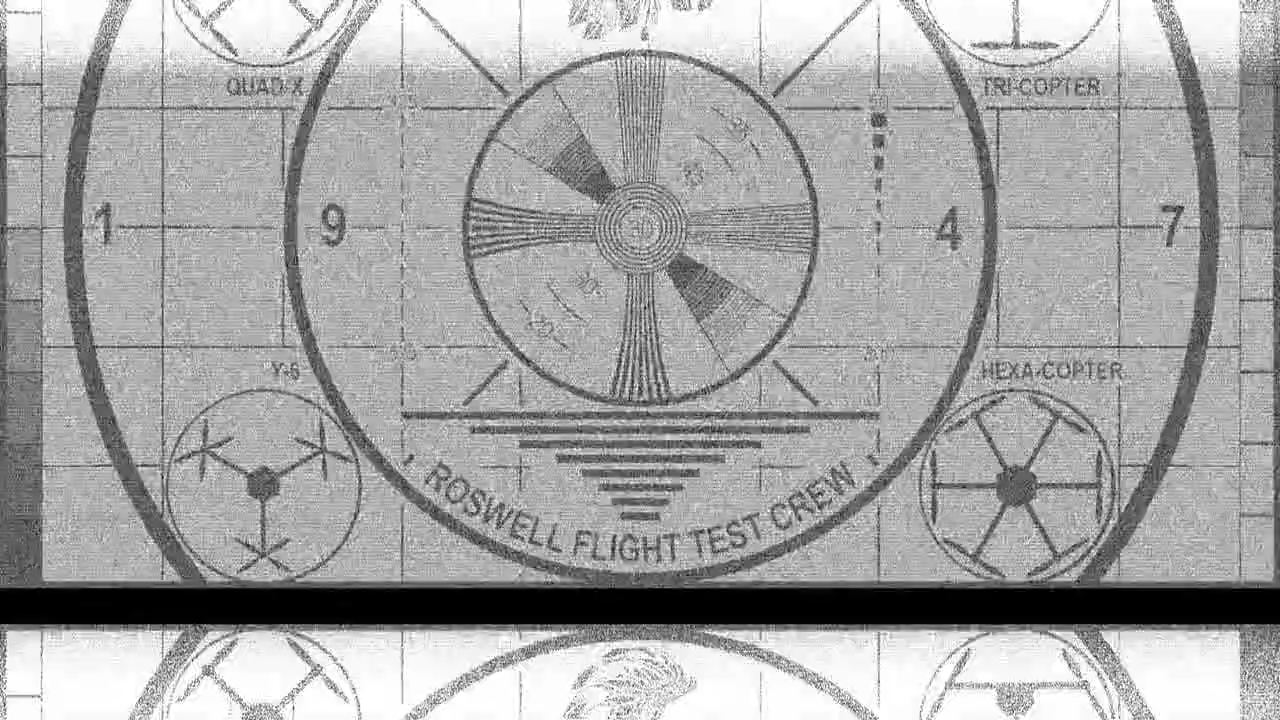 QUAD-X
TRI-COPTER
1
9
4
7
Y-6
HEXA-COPTER
ROSWELL FLIGHT TEST CREW